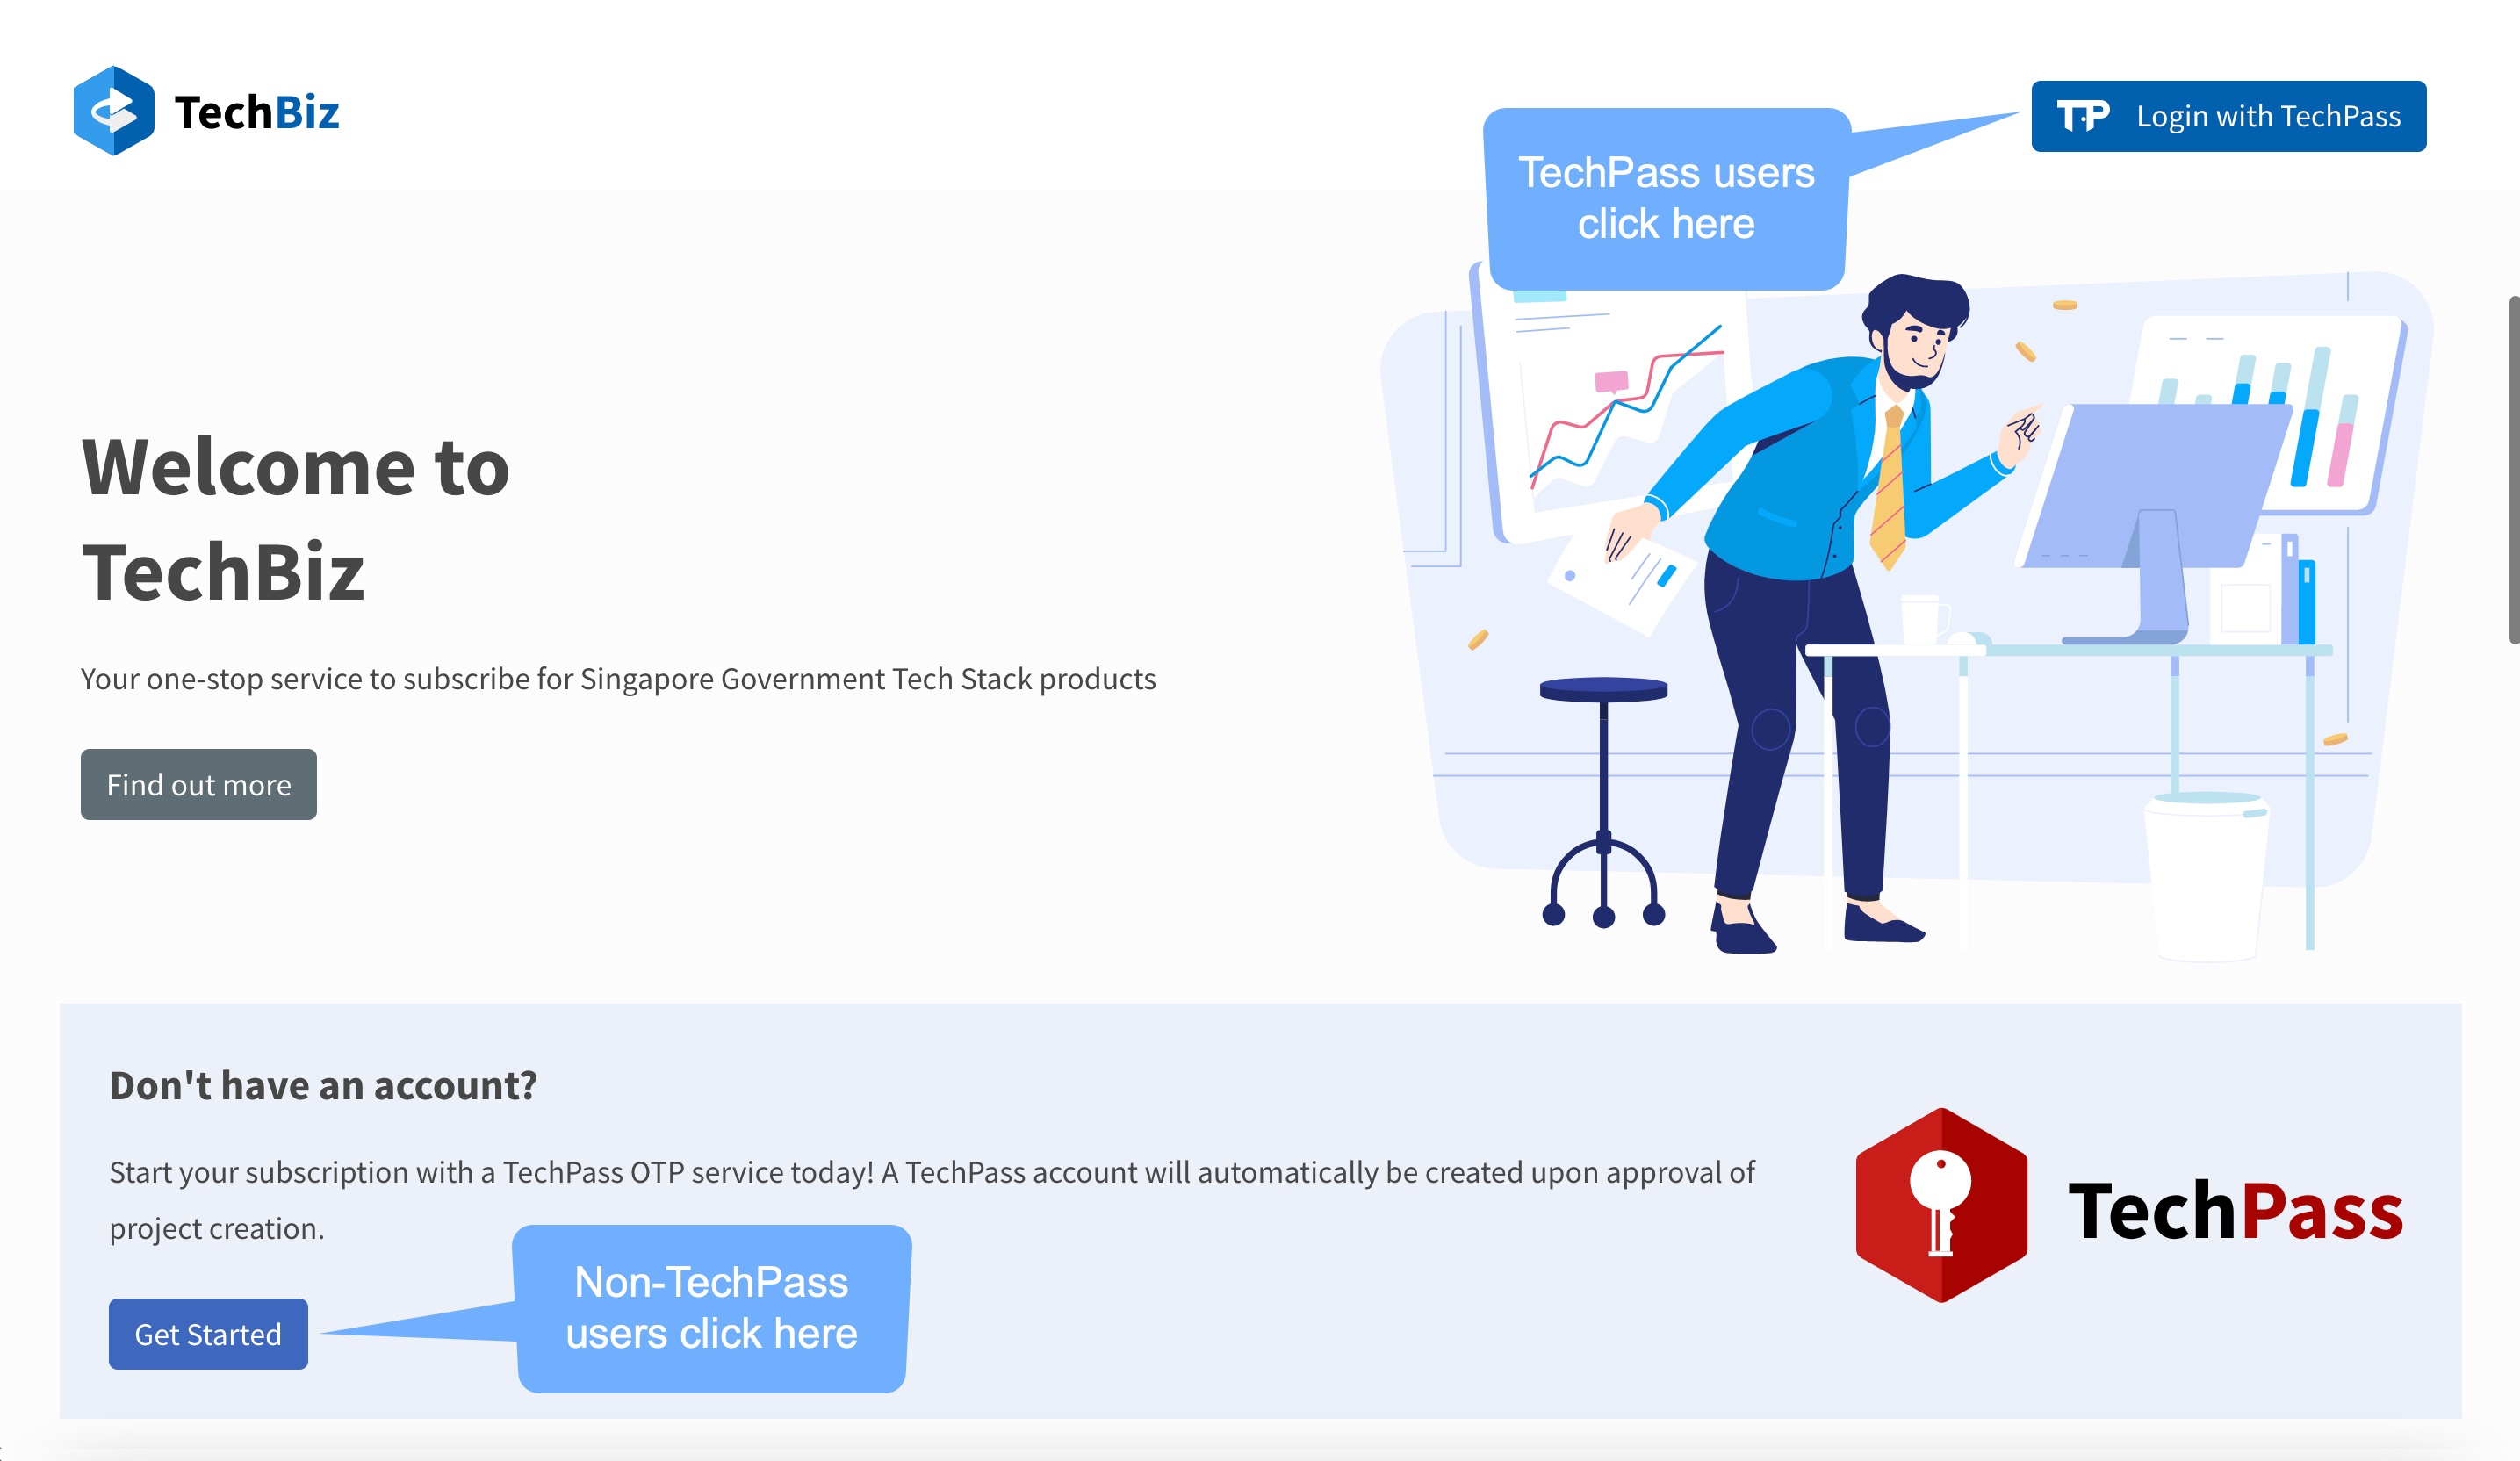 TechBiz
TP Login with TechPass
TechPass users
click here
Welcome to
TechBiz
Your one-stop service to subscribe for Singapore Government Tech Stack products
Find out more
Don't have an account?
Start your subscription with a TechPass OTP service today! A TechPass account will automatically be created upon approval of
project creation.
TechPass
Non-TechPass
users click here
Get Started